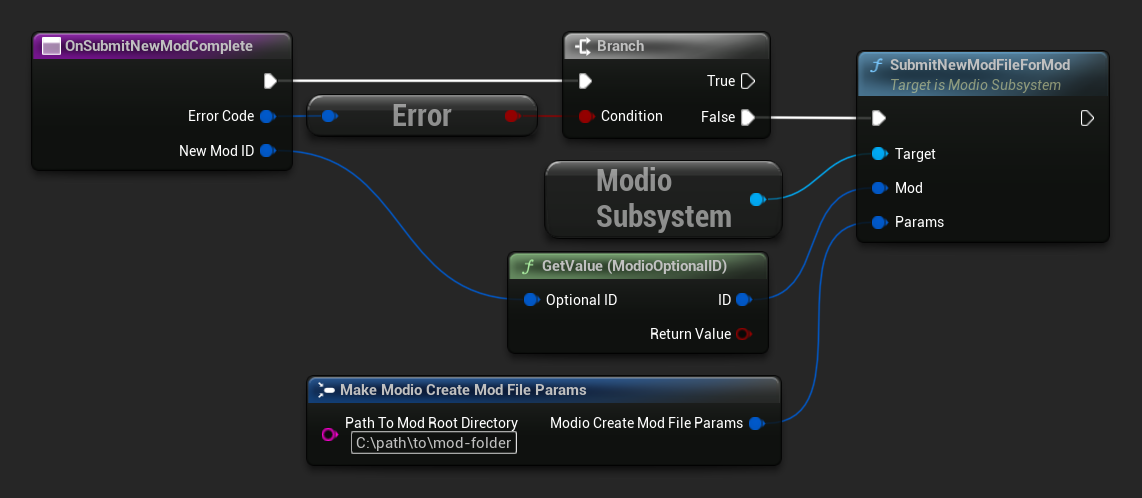 OnSubmitNewModComplete
Error Code
New Mod ID
Error
Branch
True
Condition
False
SubmitNewModFileForMod
Target is Modio Subsystem
Target
Mod
Params
Modio
Subsystem
GetValue (ModioOptionalID)
Optional ID
ID
Return Value
Make Modio Create Mod File Params
Path To Mod Root Directory
C:\path\to\mod-folder
Modio Create Mod File Params